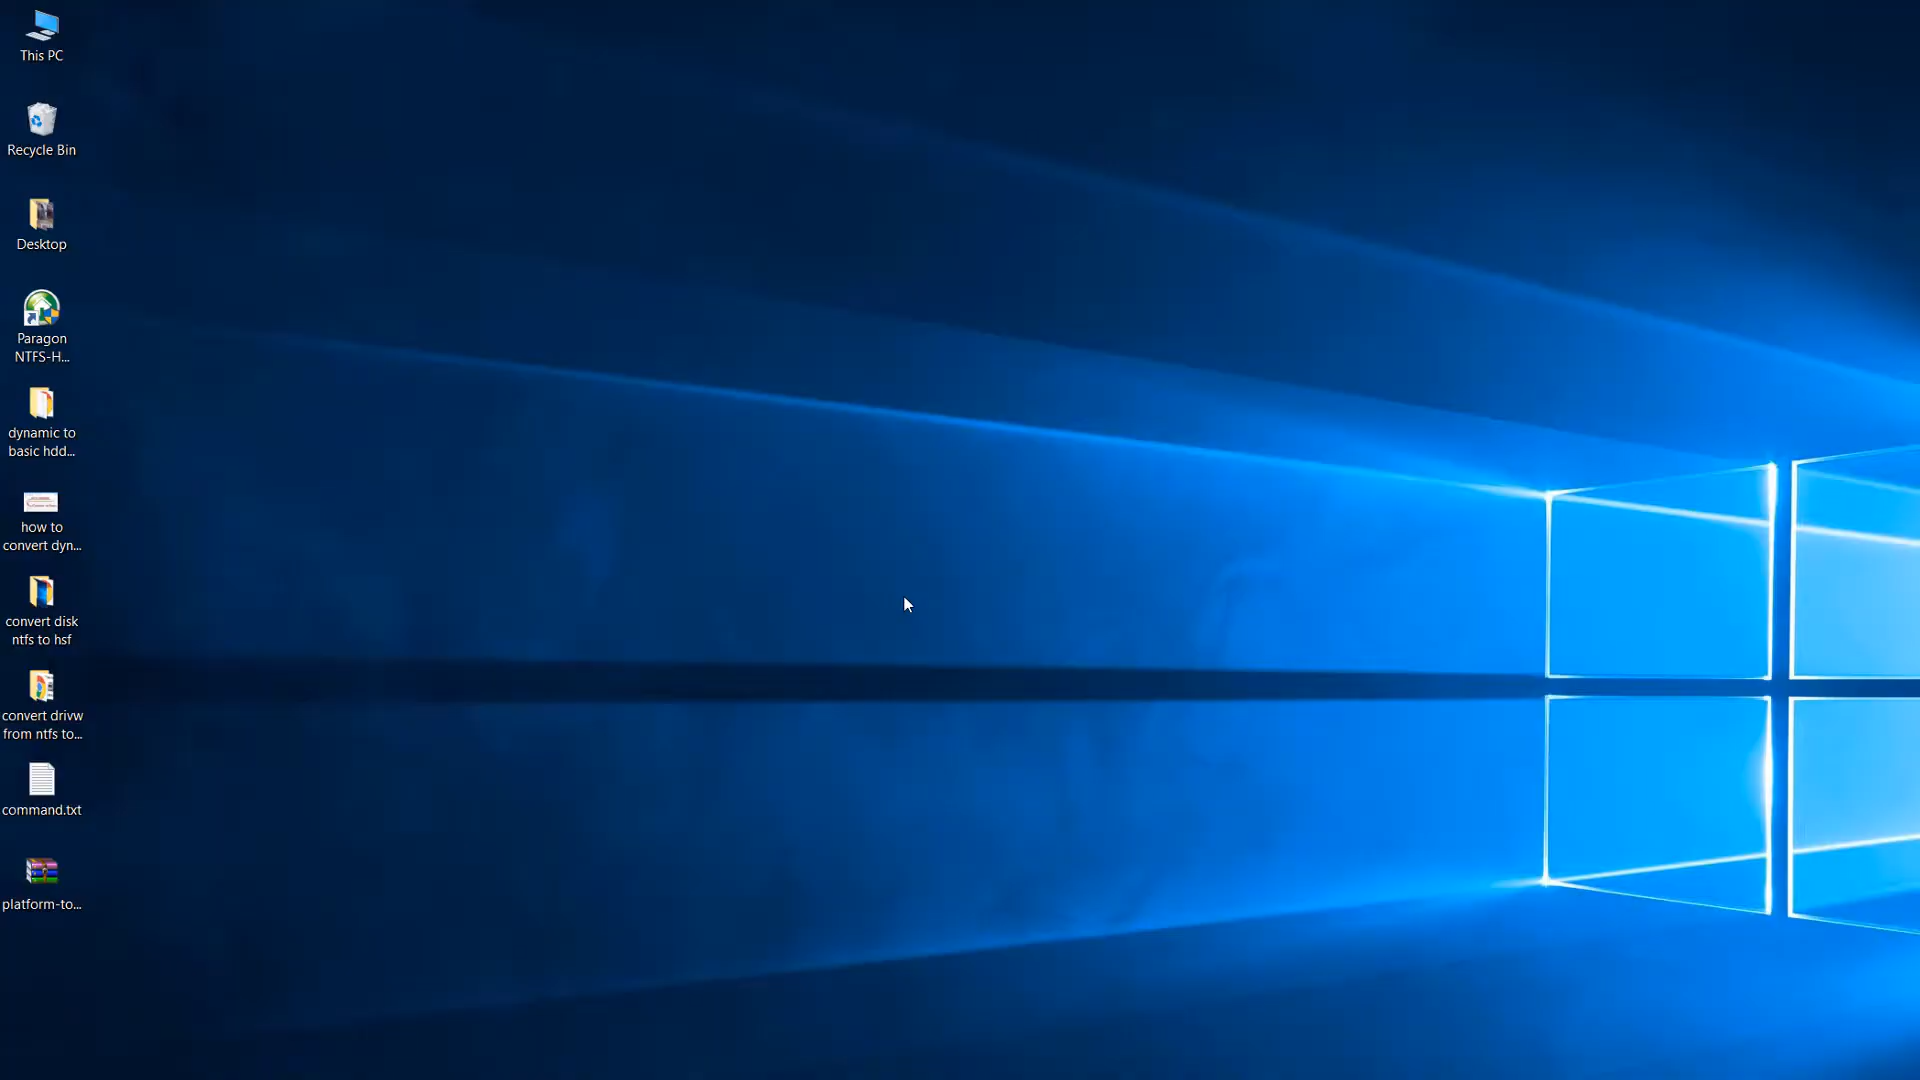 This PC
Recycle Bin
Desktop
Paragon
NTFS-H...
dynamic to
basic hdd...
how to
convert dyn...
convert disk
ntfs to hsf
convert drivw
from ntfs to...
command.txt
platform-to...